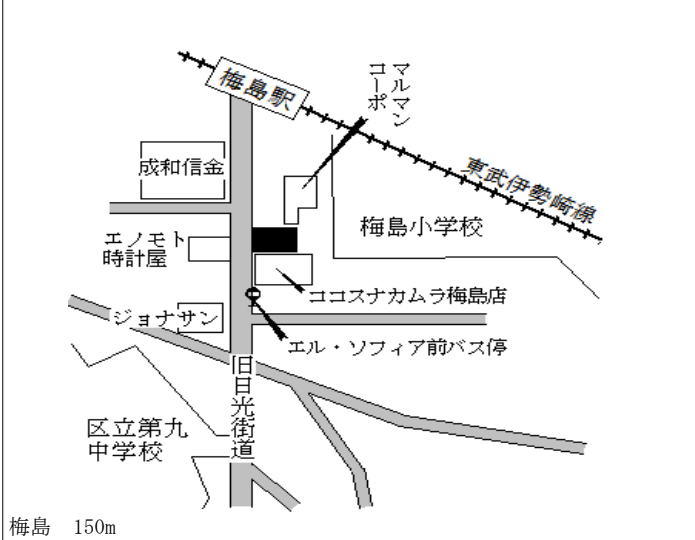 マルマン
コーポ
梅島駅
成和信金
東武伊勢崎線
梅島小学校
エノモト
時計屋
ココスナカムラ梅島店
ジョナサン
エル・ソフィア前バス停
旧日光街道
区立第九
中学校
梅島　150m